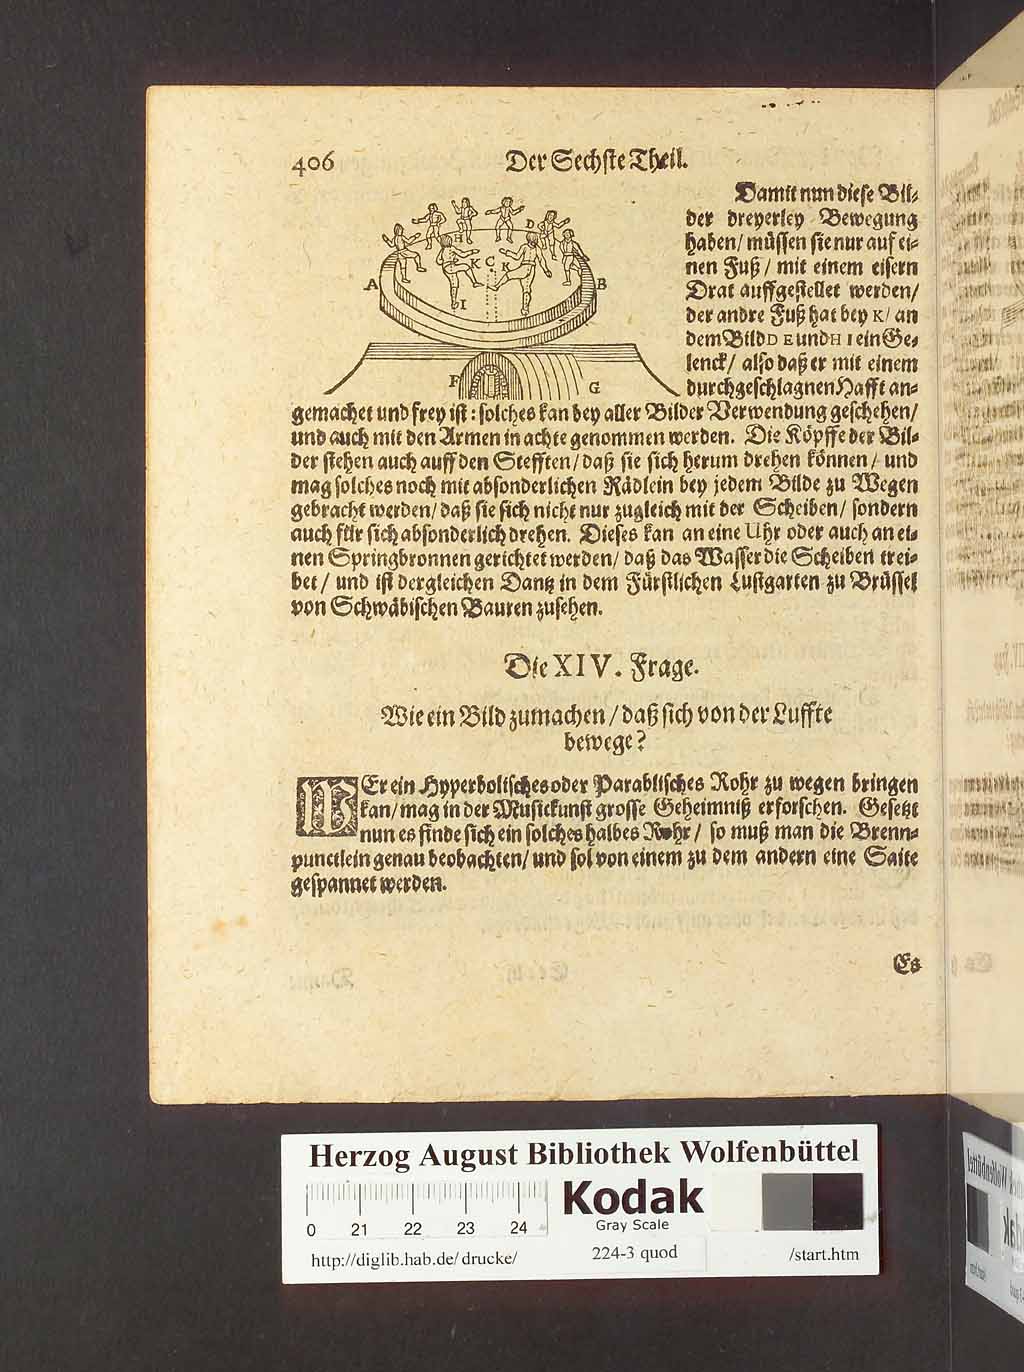 406 Der Sechste Theil.
Damit nun diese Bil-
der dreyerley Bewegung
haben/ müssen sie nur auf ei-
nen Fuß / mit einem eisern
Drat auffgestellet werden/
der andre Fuß hat bey K/ an
dem Bild D E und H I ein Ge-
lenck/ also daß er mit einem
durchgeschlagnen Hafft an-
gemachet und frey ist: solches kan bey aller Bilder Verwendung geschehen/
und auch mit den Armen in achte genommen werden. Die Köpffe der Bil-
der stehen auch auff den Stefften/ daß sie sich herum drehen können/ und
mag solches noch mit absonderlichen Rädlein bey jedem Bilde zu Wegen
gebracht werden/ daß sie sich nicht nur zugleich mit der Scheiben/ sondern
auch für sich absonderlich drehen. Dieses kan an eine Uhr oder auch an ei-
nen Springbronnen gerichtet werden/ daß das Wasser die Scheiben trei-
bet/ und ist dergleichen Dantz in dem Fürstlichen Lustgarten zu Brüssel
von Schwäbischen Bauren zusehen.
A
B
C
D
H
K
K
I
F
G
Die XIV. Frage.
Wie ein Bild zumachen / daß sich von der Luffte
bewege?
WEr ein Hyperbolisches oder Parablisches Rohr zu wegen bringen
kan/ mag in der Musickunst grosse Geheimniß erforschen. Gesetzt
nun es finde sich ein solches halbes Rohr/ so muß man die Brenn-
punctlein genau beobachten/ und sol von einem zu dem andern eine Saite
gespannet werden.
Es
Herzog August Bibliothek Wolfenbüttel
0 21 22 23 24
Kodak
Gray Scale
http://diglib.hab.de/drucke/ 224-3 quod /start.htm